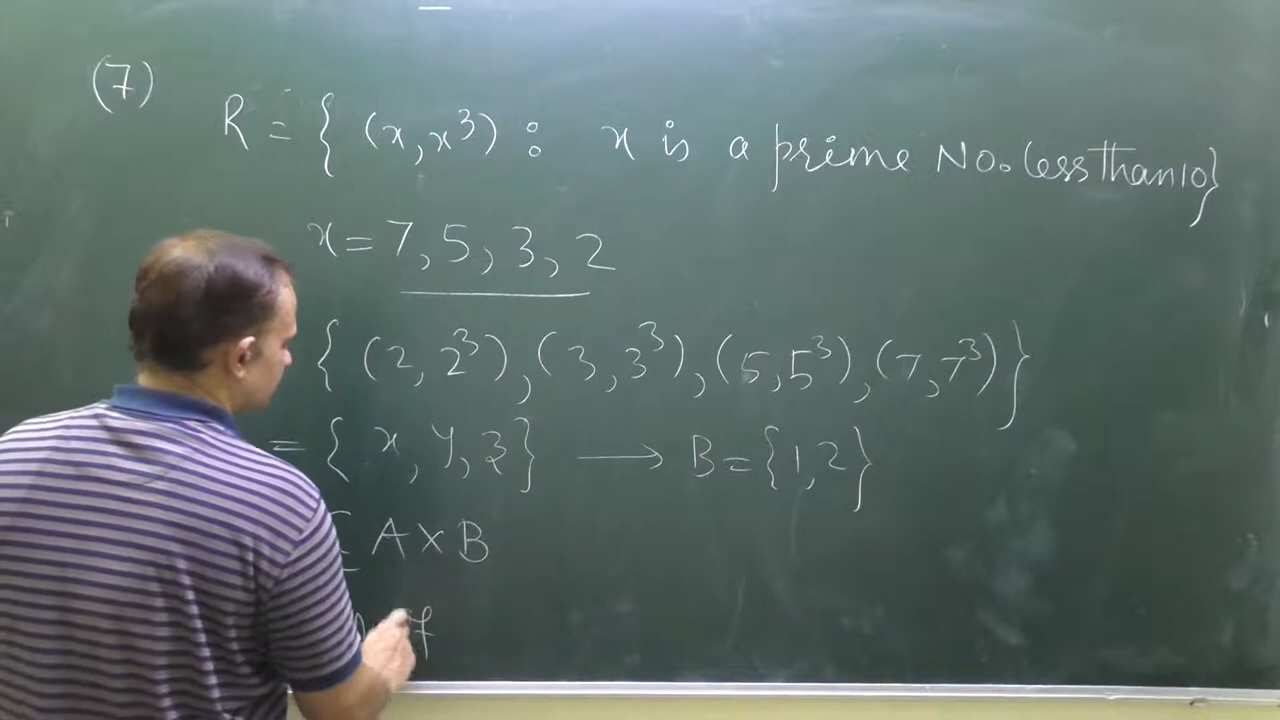 (7)
R = { (x, x³) : x is a prime No. less than 10}
x = 7, 5, 3, 2
{ (2, 2³), (3, 3³), (5, 5³), (7, 7³) }
= { x, y, z } → B = {1, 2}
⊆ A × B
of